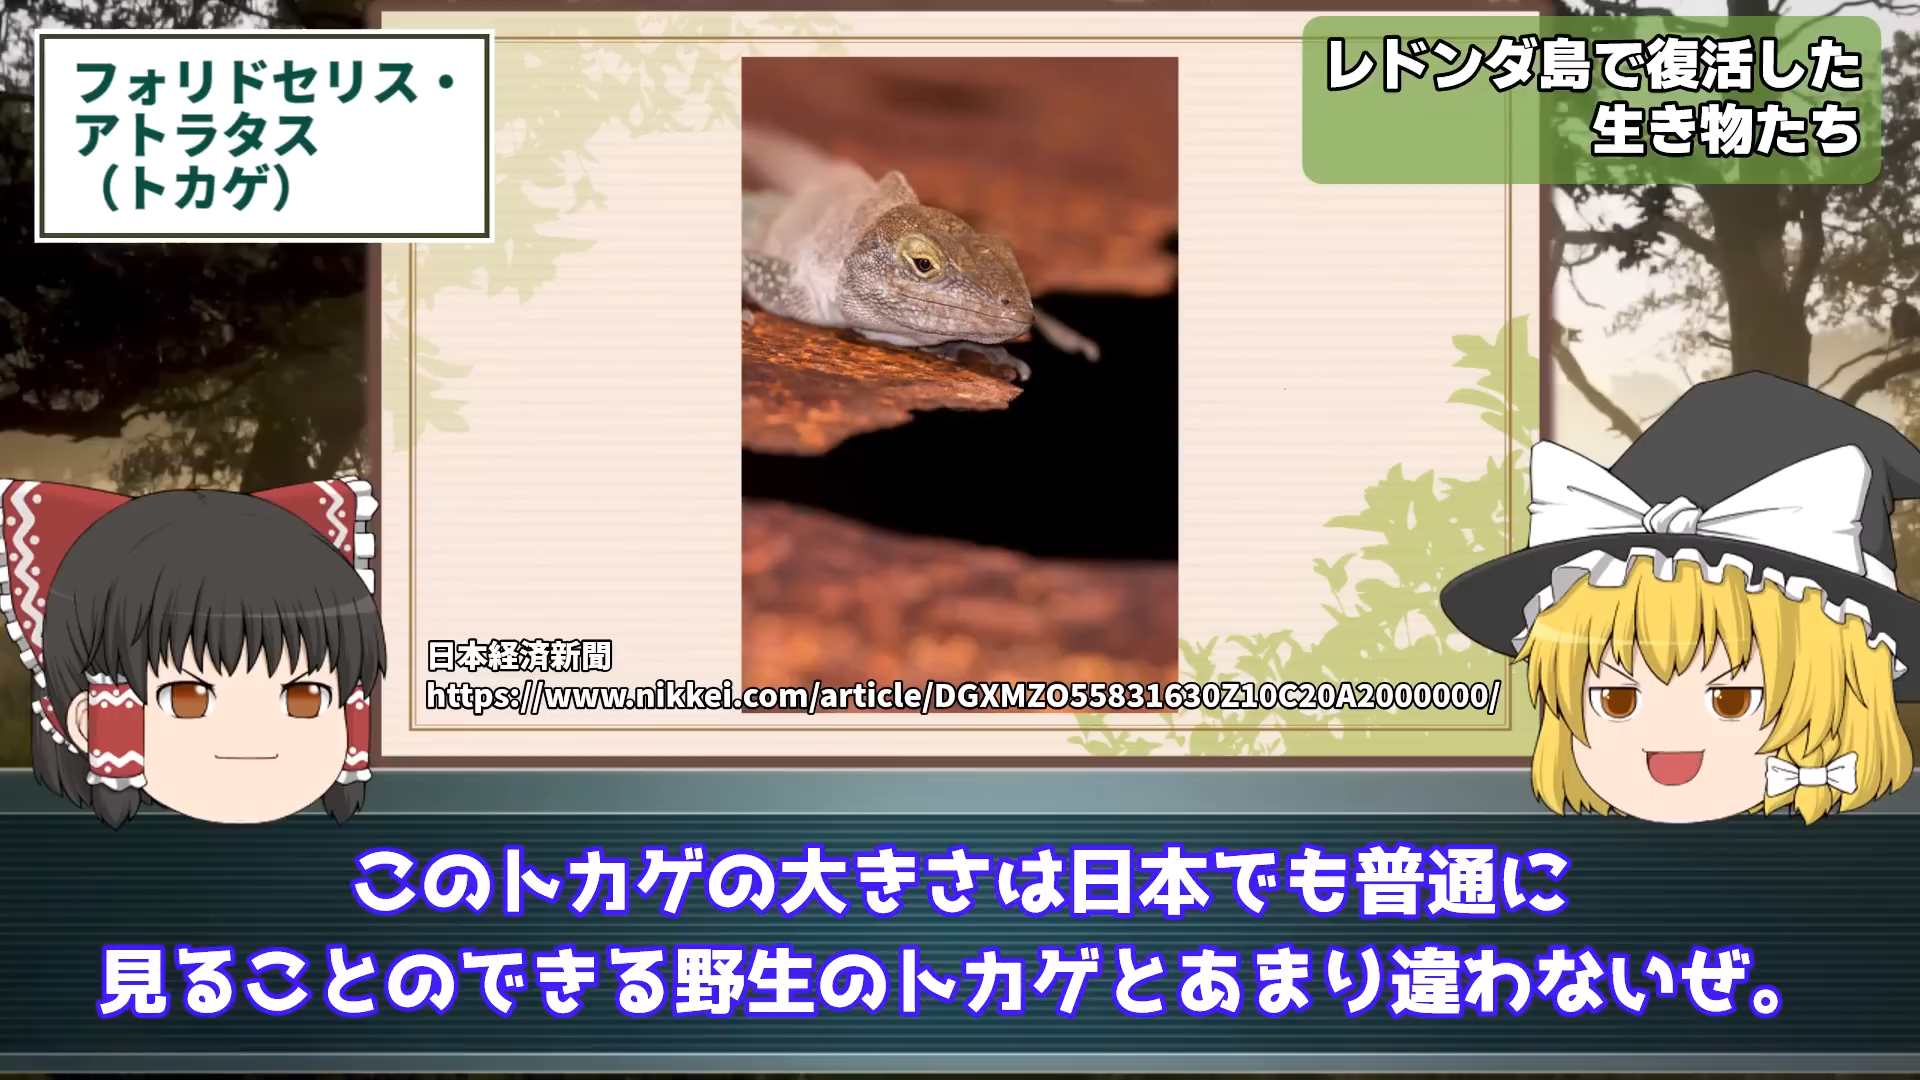 フォリドセリス・
アトラタス
（トカゲ）
レドンダ島で復活した
生き物たち
日本経済新聞
https://www.nikkei.com/article/DGXMZO55831630Z10C20A2000000/
このトカゲの大きさは日本でも普通に
見ることのできる野生のトカゲとあまり違わないぜ。